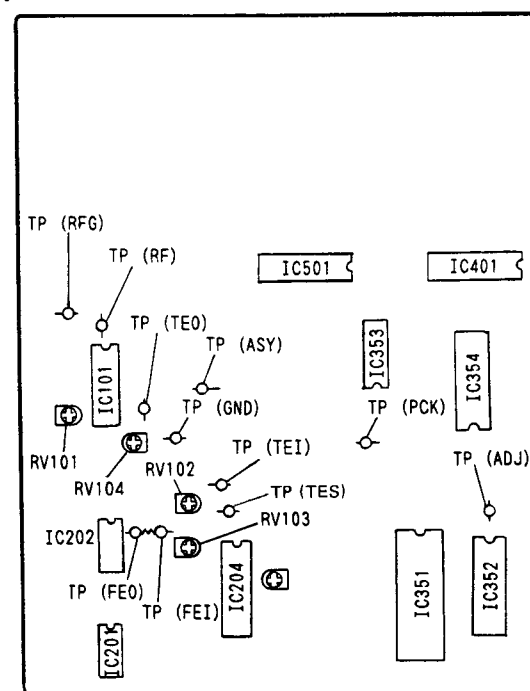 TP (RFG)
TP (RF)
IC501
IC401
TP (TEO)
IC353
TP (ASY)
IC354
IC101
TP (GND)
TP (PCK)
RV101
TP (TEI)
TP (ADJ)
RV102
RV104
TP (TES)
RV103
IC202
IC351
IC352
IC204
TP (FEO)
TP (FEI)